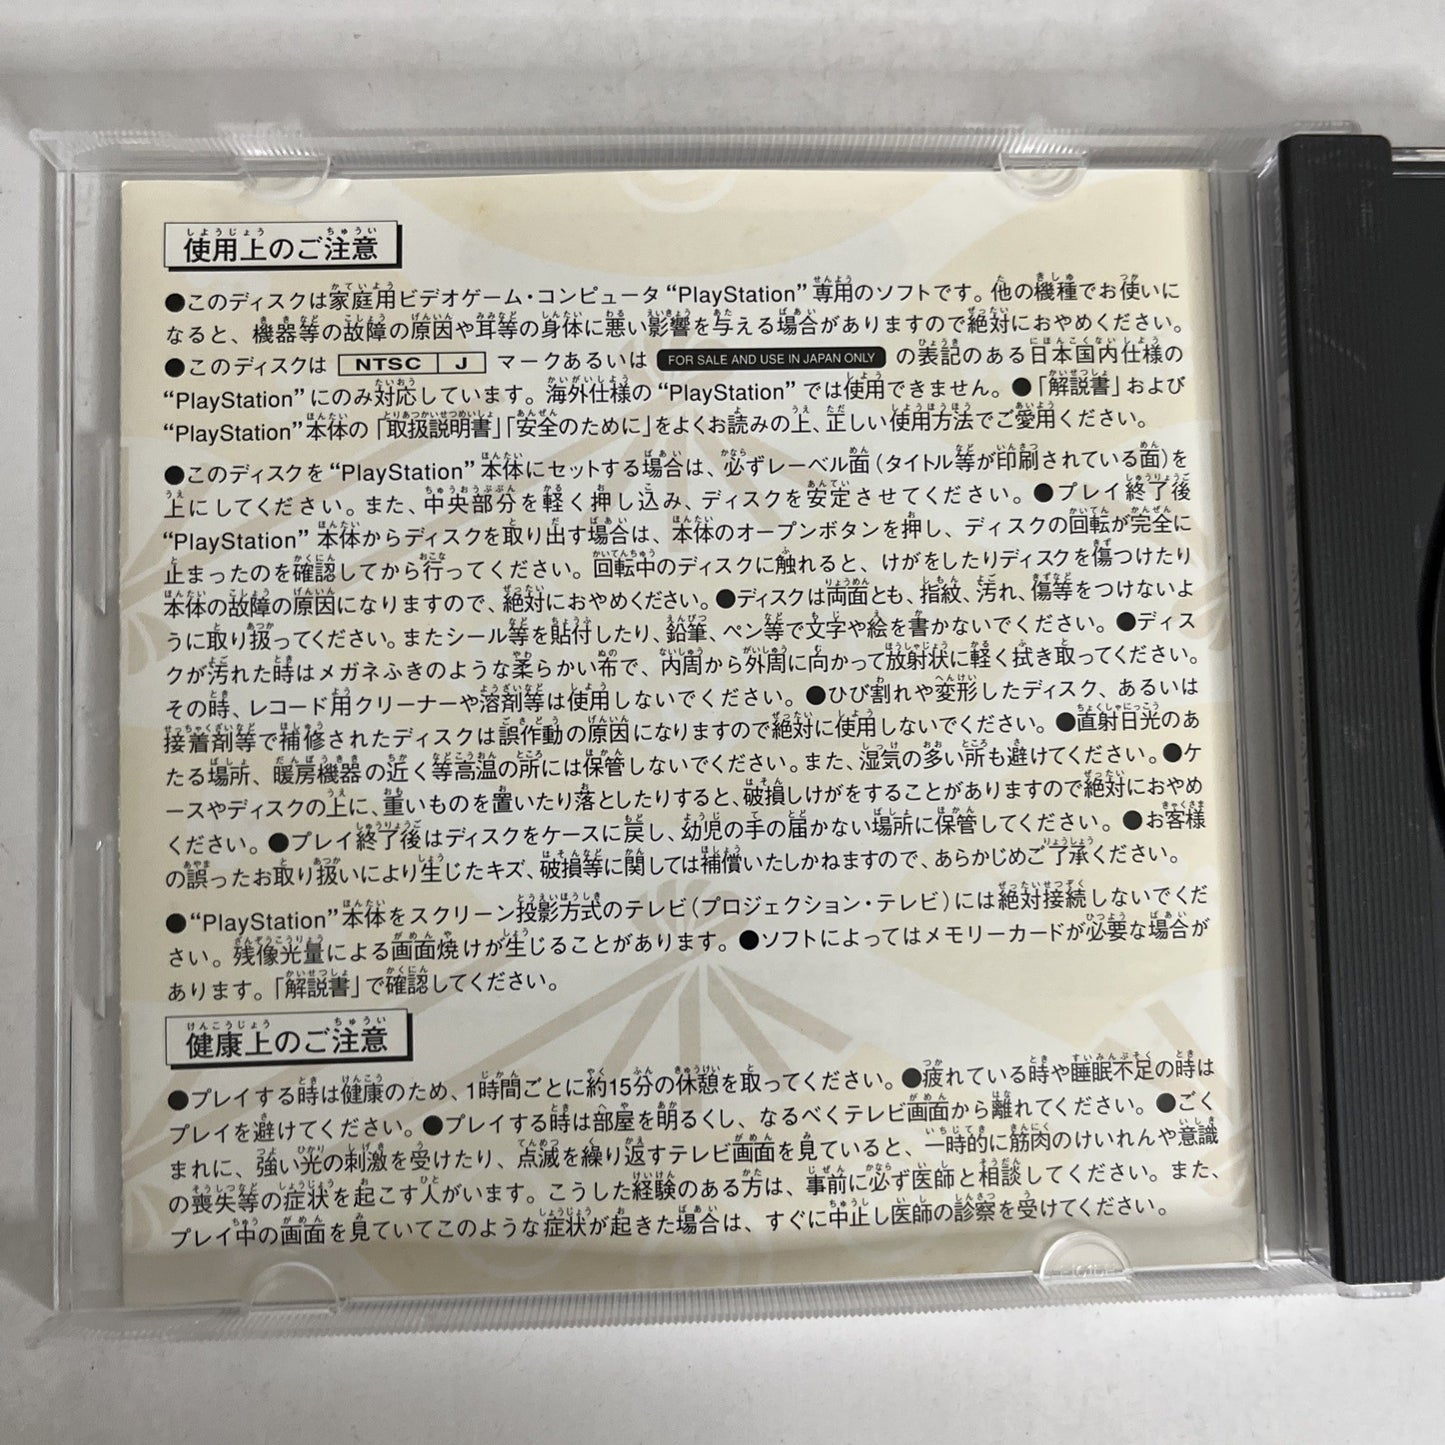 使用上のご注意
●このディスクは家庭用ビデオゲーム・コンピュータ“PlayStation”専用のソフトです。他の機種でお使いに
なると、機器等の故障の原因や耳等の身体に悪い影響を与える場合がありますので絶対におやめください。
●このディスクは NTSC J マークあるいは FOR SALE AND USE IN JAPAN ONLY の表記のある日本国内仕様の
“PlayStation”にのみ対応しています。海外仕様の“PlayStation”では使用できません。●「解説書」および
“PlayStation”本体の「取扱説明書」「安全のために」をよくお読みの上、正しい使用方法でご愛用ください。
●このディスクを“PlayStation”本体にセットする場合は、必ずレーベル面(タイトル等が印刷されている面)を
上にしてください。また、中央部分を軽く押し込み、ディスクを安定させてください。●プレイ終了後
“PlayStation”本体からディスクを取り出す場合は、本体のオープンボタンを押し、ディスクの回転が完全に
止まったのを確認してから行ってください。回転中のディスクに触れると、けがをしたりディスクを傷つけたり
本体の故障の原因になりますので、絶対におやめください。●ディスクは両面とも、指紋、汚れ、傷等をつけないよ
うに取り扱ってください。またシール等を貼付したり、鉛筆、ペン等で文字や絵を書かないでください。●ディス
クが汚れた時はメガネふきのような柔らかい布で、内周から外周に向かって放射状に軽く拭き取ってください。
その時、レコード用クリーナーや溶剤等は使用しないでください。●ひび割れや変形したディスク、あるいは
接着剤等で補修されたディスクは誤作動の原因になりますので絶対に使用しないでください。●直射日光のあ
たる場所、暖房機器の近く等高温の所には保管しないでください。また、湿気の多い所も避けてください。●ケ
ースやディスクの上に、重いものを置いたり落としたりすると、破損しけがをすることがありますので絶対におやめ
ください。●プレイ終了後はディスクをケースに戻し、幼児の手の届かない場所に保管してください。●お客様
の誤ったお取り扱いにより生じたキズ、破損等に関しては補償いたしかねますので、あらかじめご了承ください。
●“PlayStation”本体をスクリーン投影方式のテレビ(プロジェクション・テレビ)には絶対接続しないでくだ
さい。残像光量による画面焼けが生じることがあります。●ソフトによってはメモリーカードが必要な場合が
あります。「解説書」で確認してください。
健康上のご注意
●プレイする時は健康のため、1時間ごとに約15分の休憩を取ってください。●疲れている時や睡眠不足の時は
プレイを避けてください。●プレイする時は部屋を明るくし、なるべくテレビ画面から離れてください。●ごく
まれに、強い光の刺激を受けたり、点滅を繰り返すテレビ画面を見ていると、一時的に筋肉のけいれんや意識
の喪失等の症状を起こす人がいます。こうした経験のある方は、事前に必ず医師と相談してください。また、
プレイ中の画面を見ていてこのような症状が起きた場合は、すぐに中止し医師の診察を受けてください。